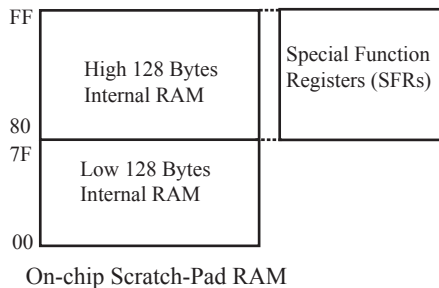 FF
High 128 Bytes
Internal RAM
Special Function
Registers (SFRs)
80
7F
Low 128 Bytes
Internal RAM
00
On-chip Scratch-Pad RAM